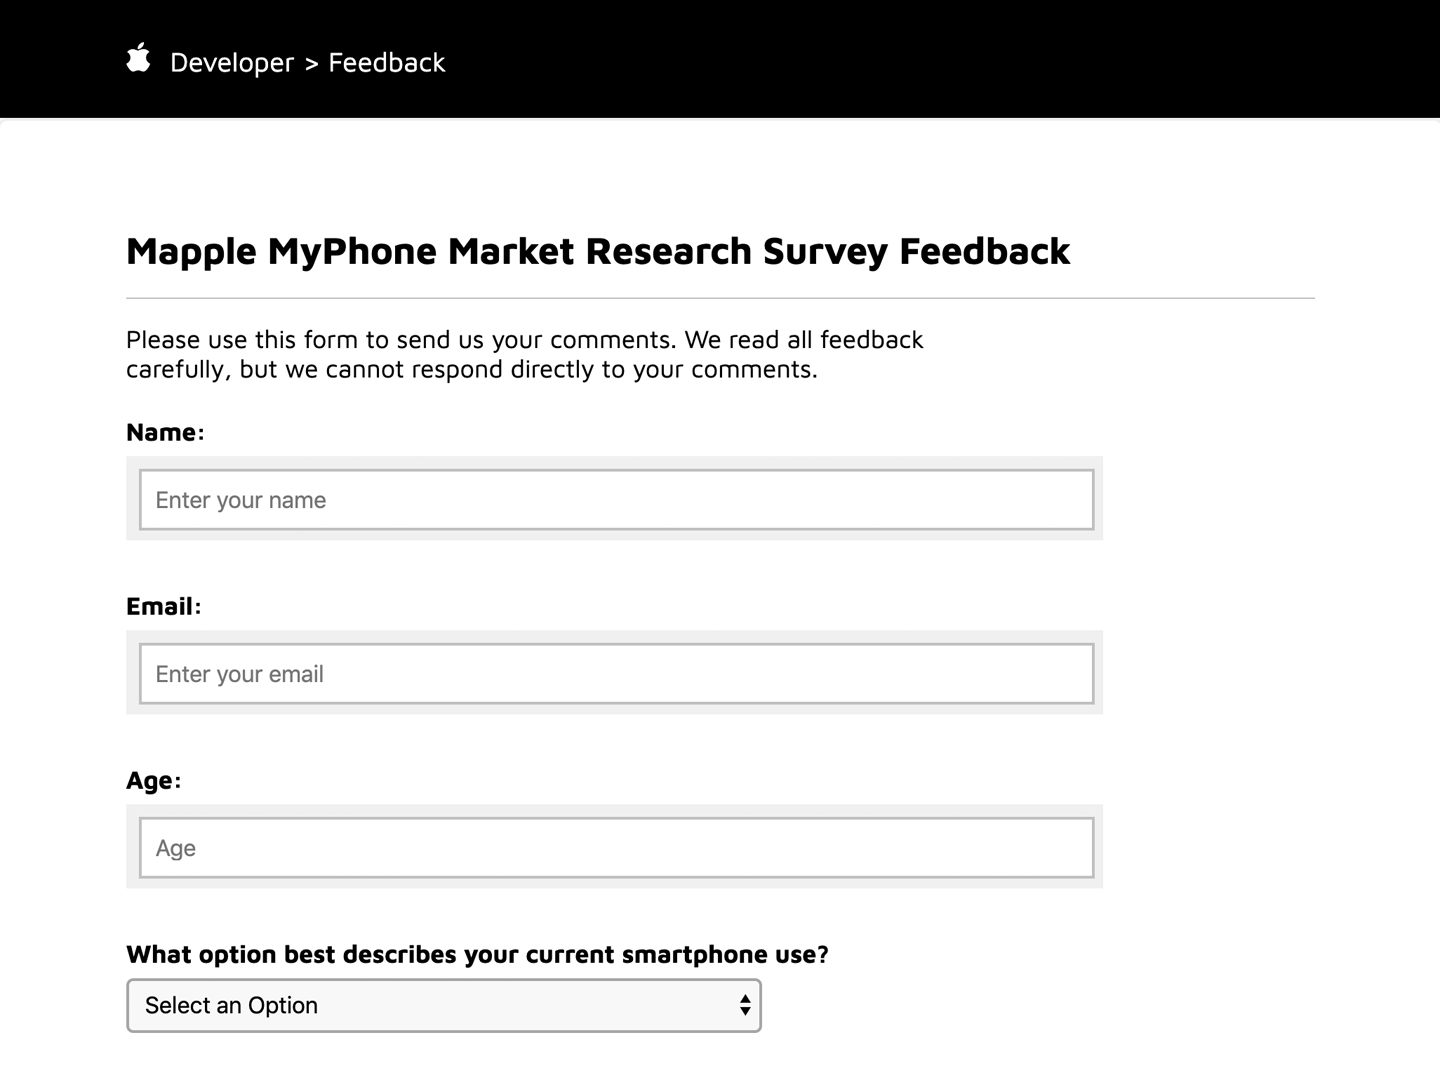 Developer > Feedback
Mapple MyPhone Market Research Survey Feedback
Please use this form to send us your comments. We read all feedback
carefully, but we cannot respond directly to your comments.
Name:
Enter your name
Email:
Enter your email
Age:
Age
What option best describes your current smartphone use?
Select an Option